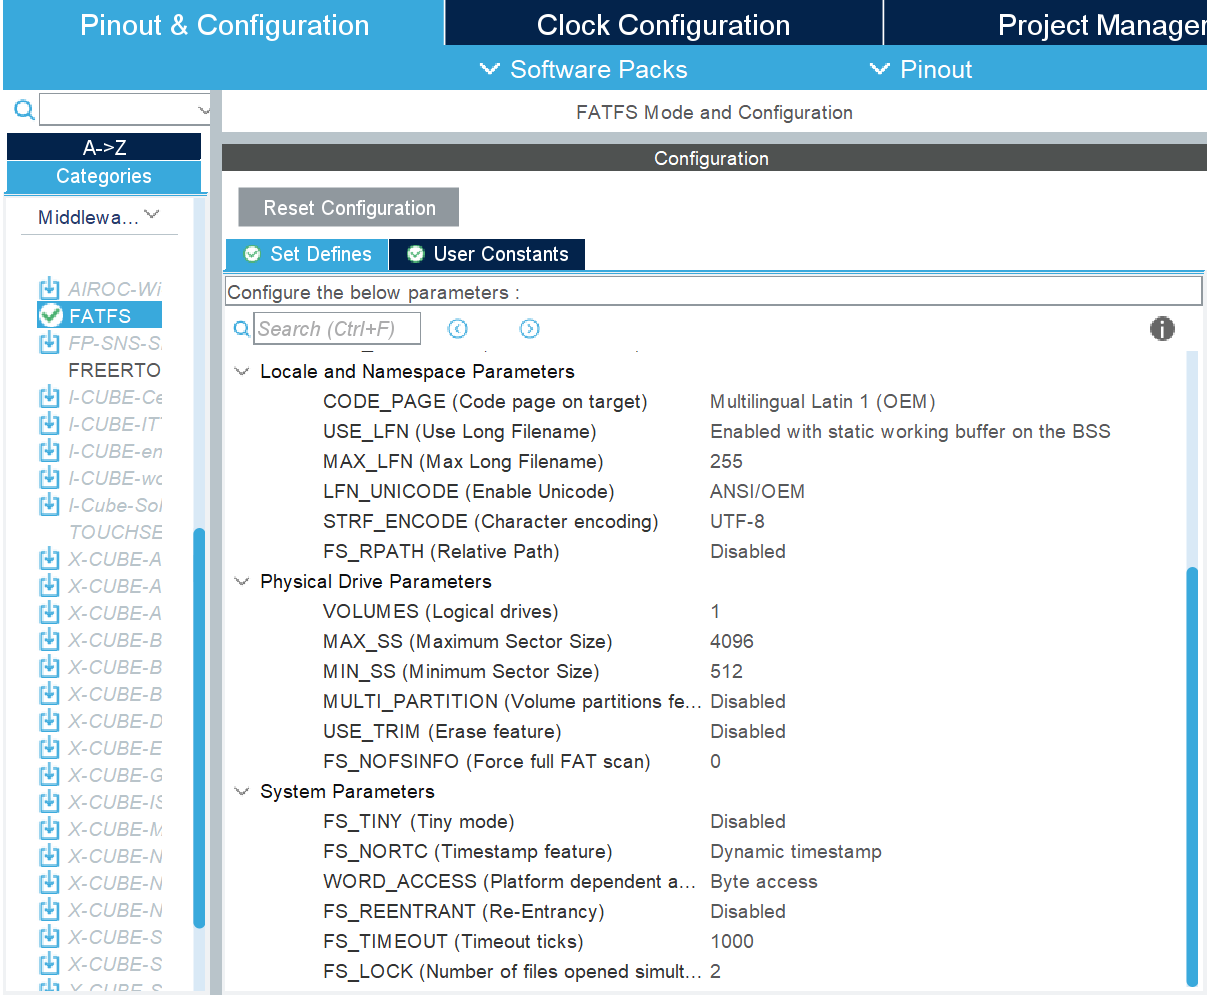 Pinout & Configuration
Clock Configuration
Project Manager
Software Packs
Pinout
FATFS Mode and Configuration
A->Z
Categories
Middlewa...
AIROC-Wi
FATFS
FP-SNS-S
FREERTO
I-CUBE-Ce
I-CUBE-IT
I-CUBE-en
I-CUBE-wo
I-Cube-Sol
TOUCHSE
X-CUBE-A
X-CUBE-A
X-CUBE-A
X-CUBE-B
X-CUBE-B
X-CUBE-B
X-CUBE-D
X-CUBE-E
X-CUBE-G
X-CUBE-IS
X-CUBE-M
X-CUBE-N
X-CUBE-N
X-CUBE-N
X-CUBE-S
X-CUBE-S
X-CUBE-S
Configuration
Reset Configuration
Set Defines
User Constants
Configure the below parameters :
Search (Ctrl+F)
Locale and Namespace Parameters
CODE_PAGE (Code page on target) Multilingual Latin 1 (OEM)
USE_LFN (Use Long Filename) Enabled with static working buffer on the BSS
MAX_LFN (Max Long Filename) 255
LFN_UNICODE (Enable Unicode) ANSI/OEM
STRF_ENCODE (Character encoding) UTF-8
FS_RPATH (Relative Path) Disabled
Physical Drive Parameters
VOLUMES (Logical drives) 1
MAX_SS (Maximum Sector Size) 4096
MIN_SS (Minimum Sector Size) 512
MULTI_PARTITION (Volume partitions fe... Disabled
USE_TRIM (Erase feature) Disabled
FS_NOFSINFO (Force full FAT scan) 0
System Parameters
FS_TINY (Tiny mode) Disabled
FS_NORTC (Timestamp feature) Dynamic timestamp
WORD_ACCESS (Platform dependent a... Byte access
FS_REENTRANT (Re-Entrancy) Disabled
FS_TIMEOUT (Timeout ticks) 1000
FS_LOCK (Number of files opened simult... 2